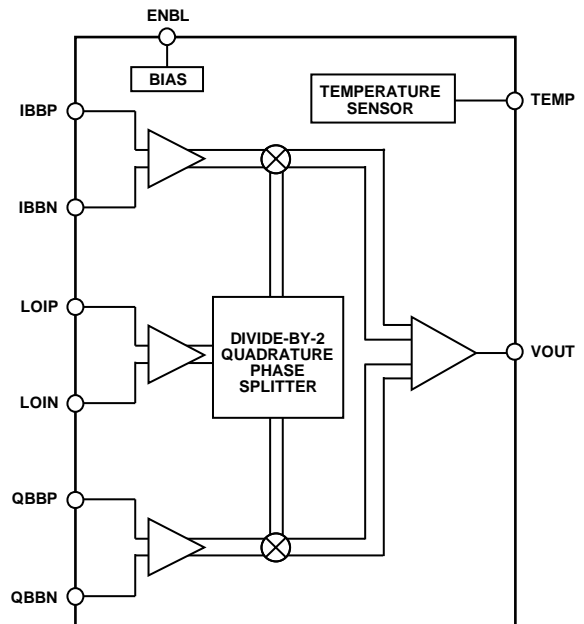 ENBL
BIAS
TEMPERATURE
SENSOR
TEMP
IBBP
IBBN
LOIP
DIVIDE-BY-2
QUADRATURE
PHASE
SPLITTER
VOUT
LOIN
QBBP
QBBN